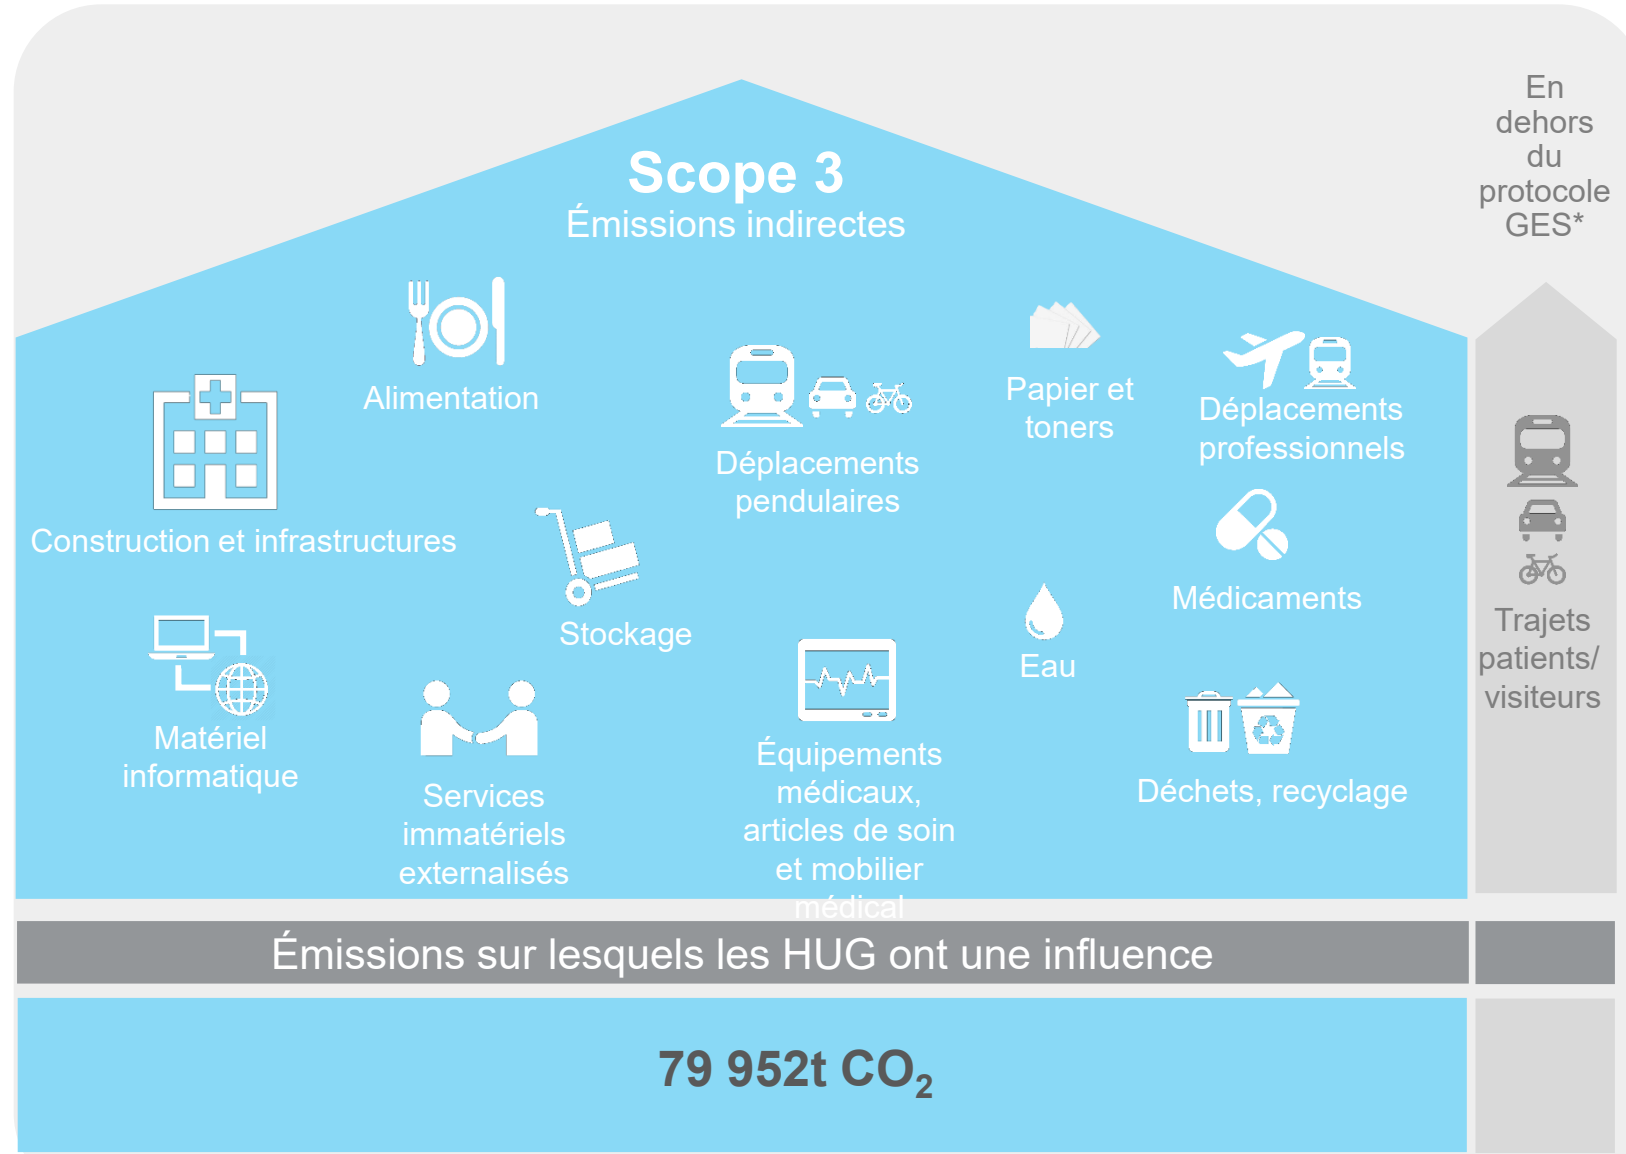 Scope 3
Émissions indirectes
En
dehors
du
protocole
GES*
Alimentation
Papier et
toners
Déplacements
professionnels
Déplacements
pendulaires
Construction et infrastructures
Stockage
Médicaments
Eau
Trajets
patients/
visiteurs
Matériel
informatique
Services
immatériels
externalisés
Équipements
médicaux,
articles de soin
et mobilier
médical
Déchets, recyclage
Émissions sur lesquels les HUG ont une influence
79 952t CO₂